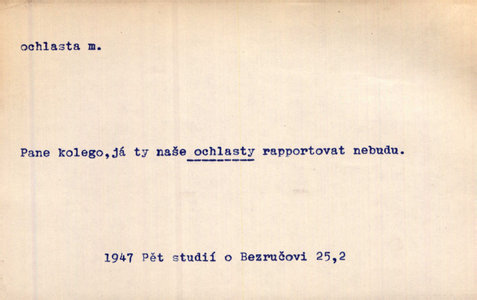 ochlasta m.
Pane kolego,já ty naše ochlasty rapportovat nebudu.
1947 Pět studií o Bezručovi 25,2